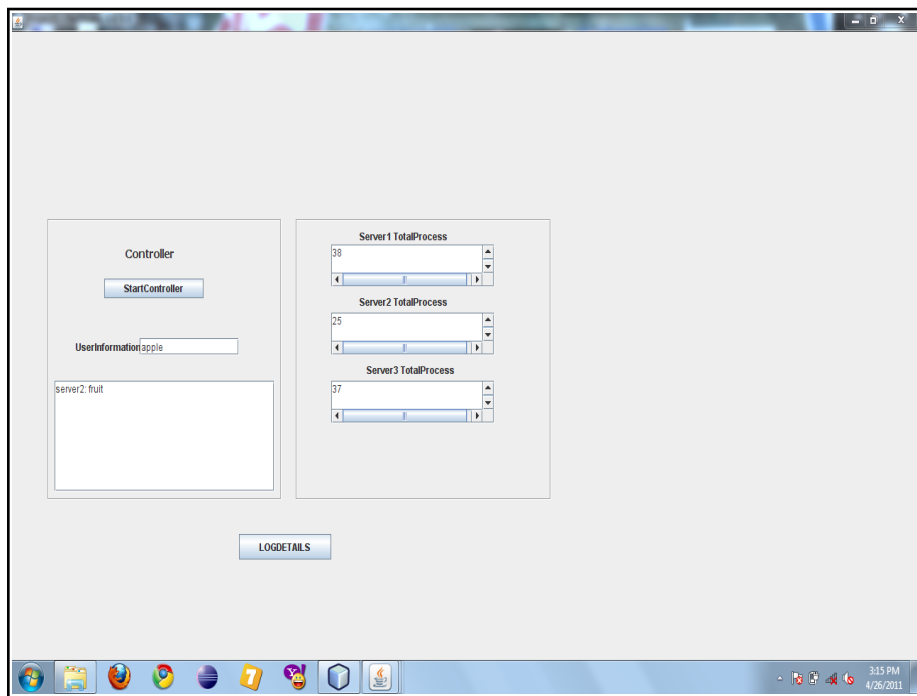 Controller
StartController
UserInformation apple
server2: fruit
Server1 TotalProcess
38
Server2 TotalProcess
25
Server3 TotalProcess
37
LOGDETAILS
3:15 PM
4/26/2011